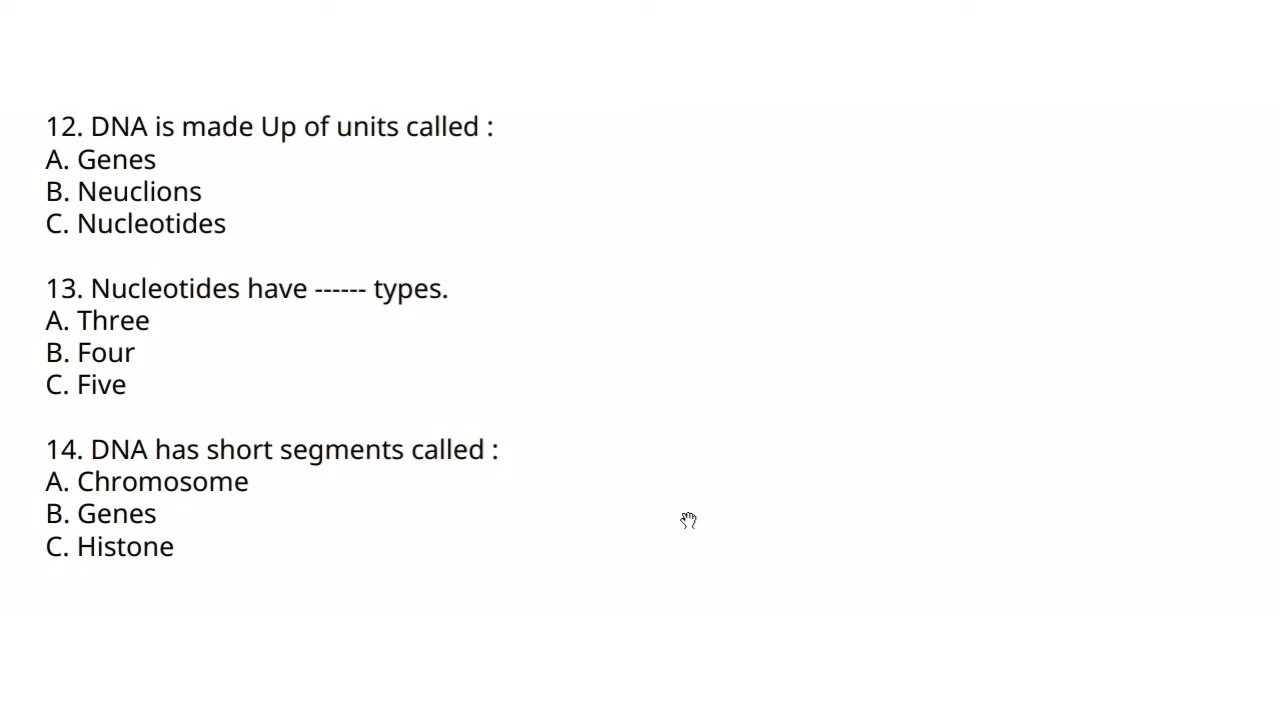 12. DNA is made Up of units called :
A. Genes
B. Neuclions
C. Nucleotides
13. Nucleotides have ------ types.
A. Three
B. Four
C. Five
14. DNA has short segments called :
A. Chromosome
B. Genes
C. Histone